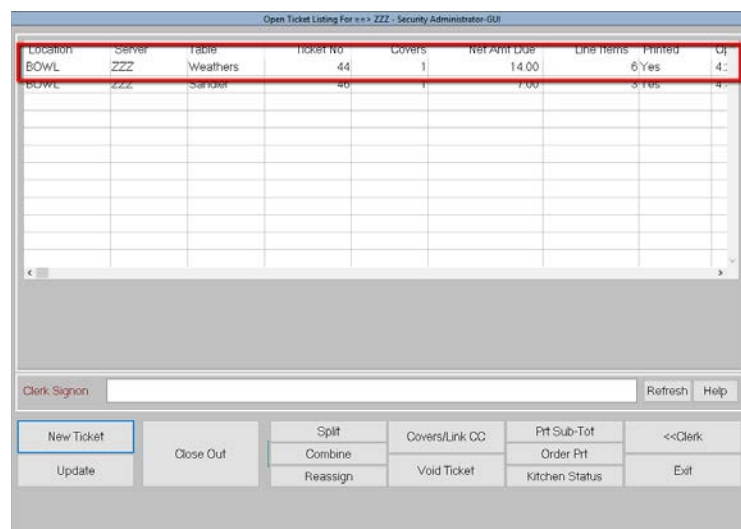 Open Ticket Listing For ==> ZZZ - Security Administrator-GUI
Location Server Table Ticket No Covers Net Amt Due Line Items Printed Op
BOWL ZZZ Weathers 44 1 14.00 6 Yes 4:
BOWL ZZZ Sandler 46 1 7.00 3 Yes 4:
Clerk Signon Refresh Help
New Ticket Close Out Split Covers/Link CC Prt Sub-Tot <<Clerk
Combine Order Prt
Update Reassign Void Ticket Kitchen Status Exit